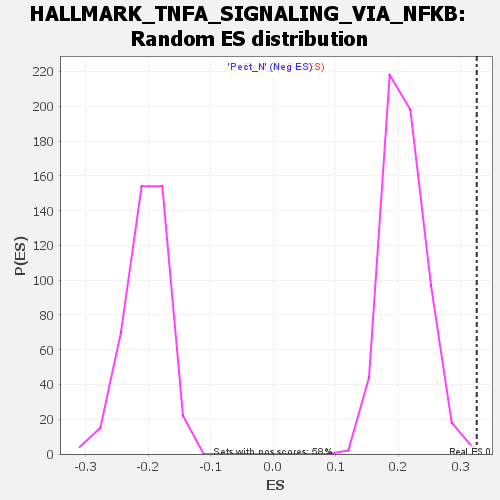 HALLMARK_TNFA_SIGNALING_VIA_NFKB:
Random ES distribution
'Pect_N' (Neg ES)
220
200
180
160
140
120
100
80
60
40
20
0
P(ES)
Sets with pos scores: 58%
Real ES 0
-0.3 -0.2 -0.1 0.0 0.1 0.2 0.3
ES